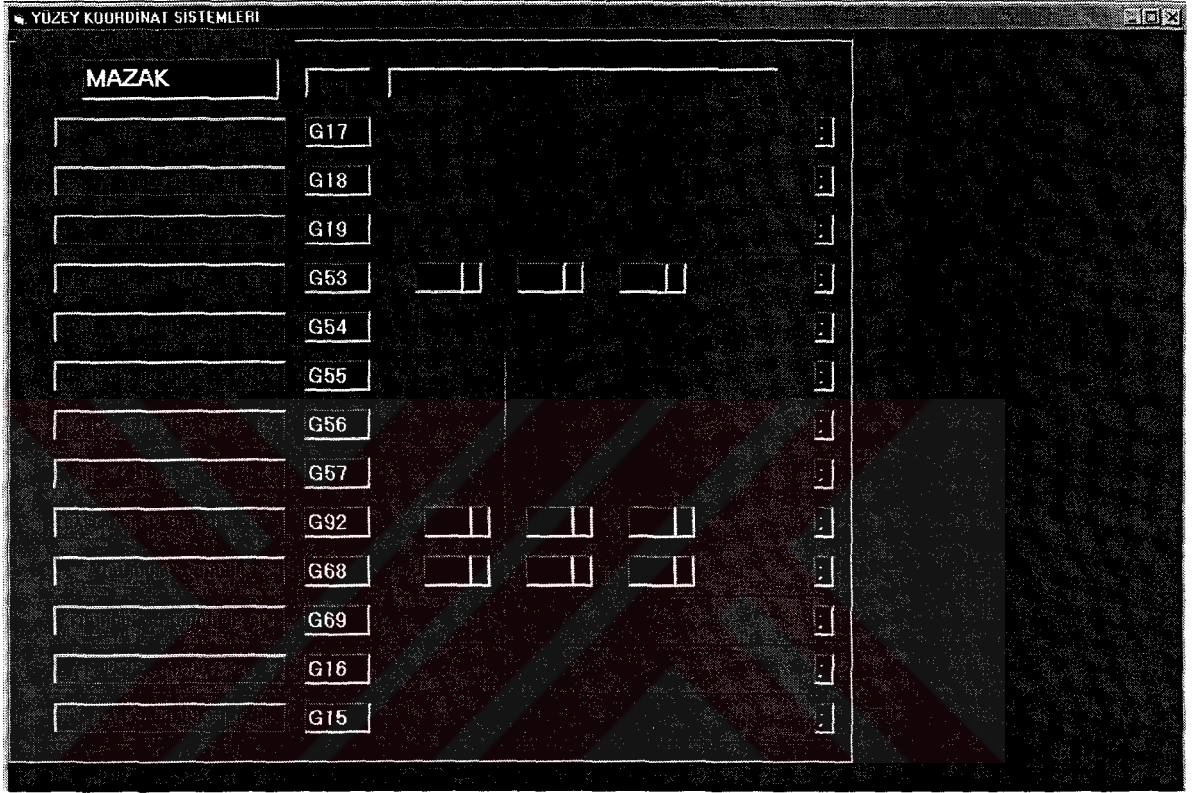 YÜZEY KOORDİNAT SİSTEMLERİ
MAZAK
G17 :
G18 :
G19 :
G53 :
G54 :
G55 :
G56 :
G57 :
G92 :
G68 :
G69 :
G16 :
G15 :